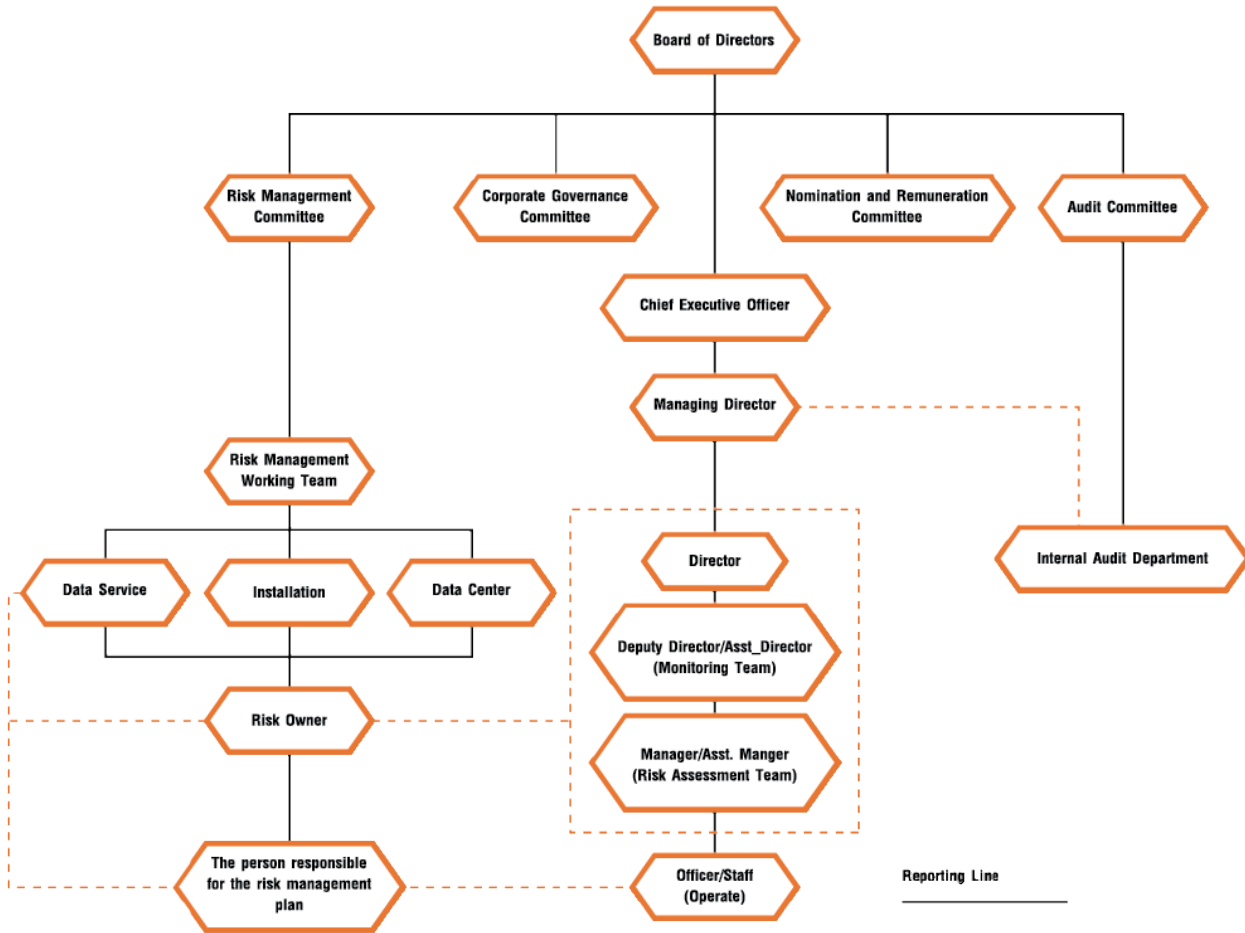 Board of Directors
Risk Managerment
Committee
Corporate Governance
Committee
Nomination and Remuneration
Committee
Audit Committee
Chief Executive Officer
Managing Director
Risk Management
Working Team
Data Service
Installation
Data Center
Director
Internal Audit Department
Deputy Director/Asst_Director
(Monitoring Team)
Risk Owner
Manager/Asst. Manger
(Risk Assessment Team)
The person responsible
for the risk management
plan
Officer/Staff
(Operate)
Reporting Line